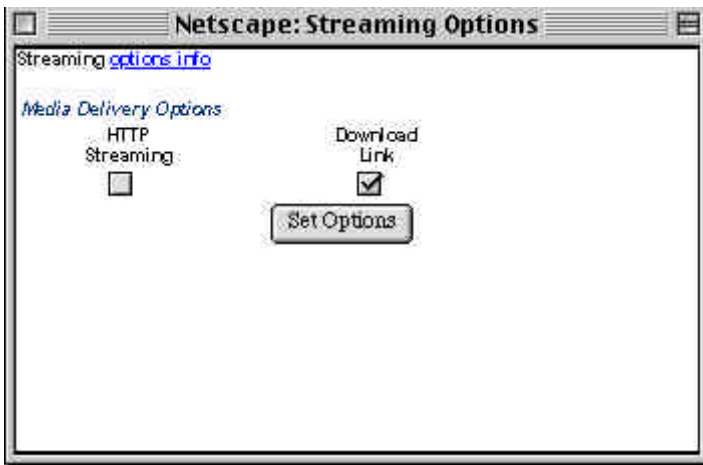 Netscape: Streaming Options
Streaming options info
Media Delivery Options
HTTP Streaming
Download Link
Set Options